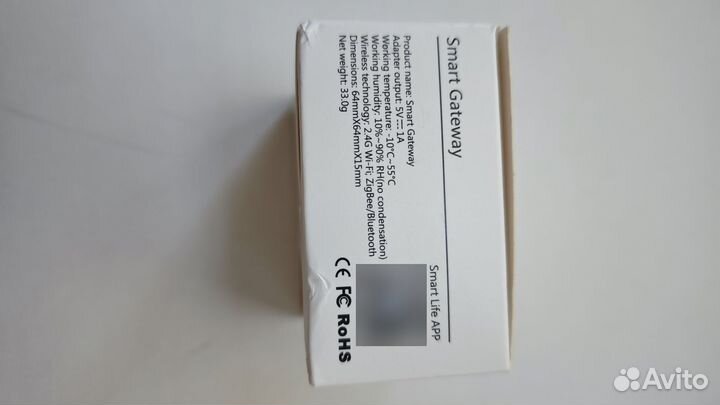 Smart Gateway
Product name: Smart Gateway
Adapter output: 5V⎓1A
Working temperature: -10°C~55°C
Working humidity: 10%~90% RH(no condensation)
Wireless technology: 2.4G Wi-Fi; ZigBee/Bluetooth
Dimensions: 64mmX64mmX15mm
Net weight: 33.0g
Smart Life APP
CE FC RoHS
Avito